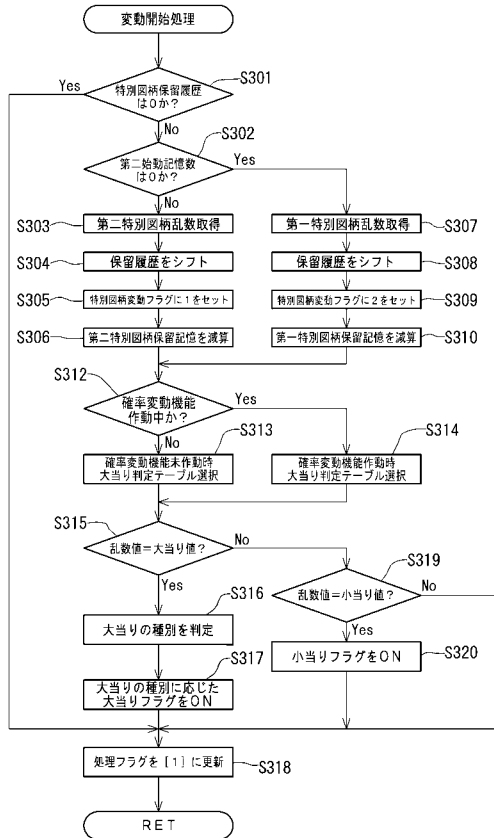 変動開始処理
S301
Yes
特別図柄保留履歴
は0か？
No
S302
第二始動記憶数
は0か？
Yes
No
S303
第二特別図柄乱数取得
第一特別図柄乱数取得
S307
S304
保留履歴をシフト
保留履歴をシフト
S308
S305
特別図柄変動フラグに1をセット
特別図柄変動フラグに2をセット
S309
S306
第二特別図柄保留記憶を減算
第一特別図柄保留記憶を減算
S310
S312
確率変動機能
作動中か？
Yes
No
S313
S314
確率変動機能未作動時
大当り判定テーブル選択
確率変動機能作動時
大当り判定テーブル選択
S315
乱数値＝大当り値？
No
S319
Yes
乱数値＝小当り値？
No
S316
Yes
大当りの種別を判定
小当りフラグをON
S320
S317
大当りの種別に応じた
大当りフラグをON
処理フラグを［1］に更新
S318
RET